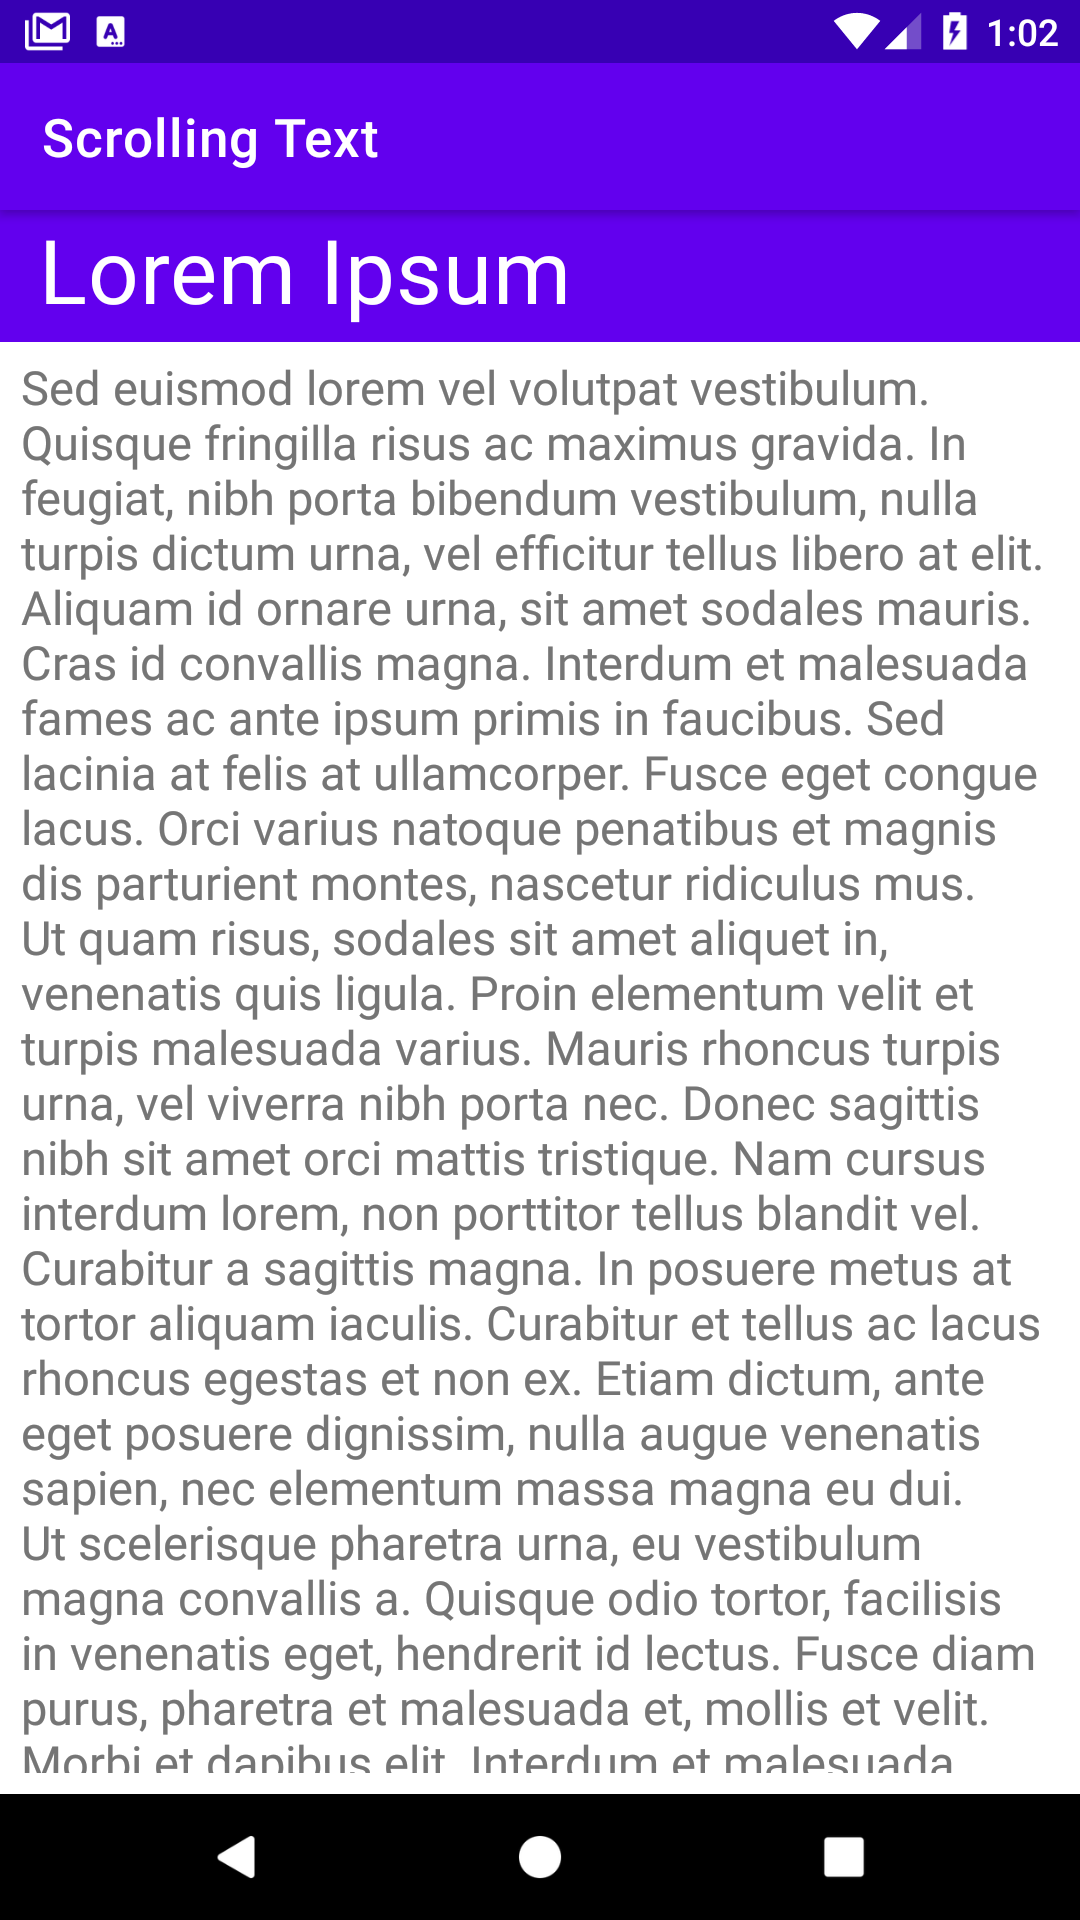 1:02
Scrolling Text
Lorem Ipsum
Sed euismod lorem vel volutpat vestibulum.
Quisque fringilla risus ac maximus gravida. In
feugiat, nibh porta bibendum vestibulum, nulla
turpis dictum urna, vel efficitur tellus libero at elit.
Aliquam id ornare urna, sit amet sodales mauris.
Cras id convallis magna. Interdum et malesuada
fames ac ante ipsum primis in faucibus. Sed
lacinia at felis at ullamcorper. Fusce eget congue
lacus. Orci varius natoque penatibus et magnis
dis parturient montes, nascetur ridiculus mus.
Ut quam risus, sodales sit amet aliquet in,
venenatis quis ligula. Proin elementum velit et
turpis malesuada varius. Mauris rhoncus turpis
urna, vel viverra nibh porta nec. Donec sagittis
nibh sit amet orci mattis tristique. Nam cursus
interdum lorem, non porttitor tellus blandit vel.
Curabitur a sagittis magna. In posuere metus at
tortor aliquam iaculis. Curabitur et tellus ac lacus
rhoncus egestas et non ex. Etiam dictum, ante
eget posuere dignissim, nulla augue venenatis
sapien, nec elementum massa magna eu dui.
Ut scelerisque pharetra urna, eu vestibulum
magna convallis a. Quisque odio tortor, facilisis
in venenatis eget, hendrerit id lectus. Fusce diam
purus, pharetra et malesuada et, mollis et velit.
Morbi et dapibus elit. Interdum et malesuada